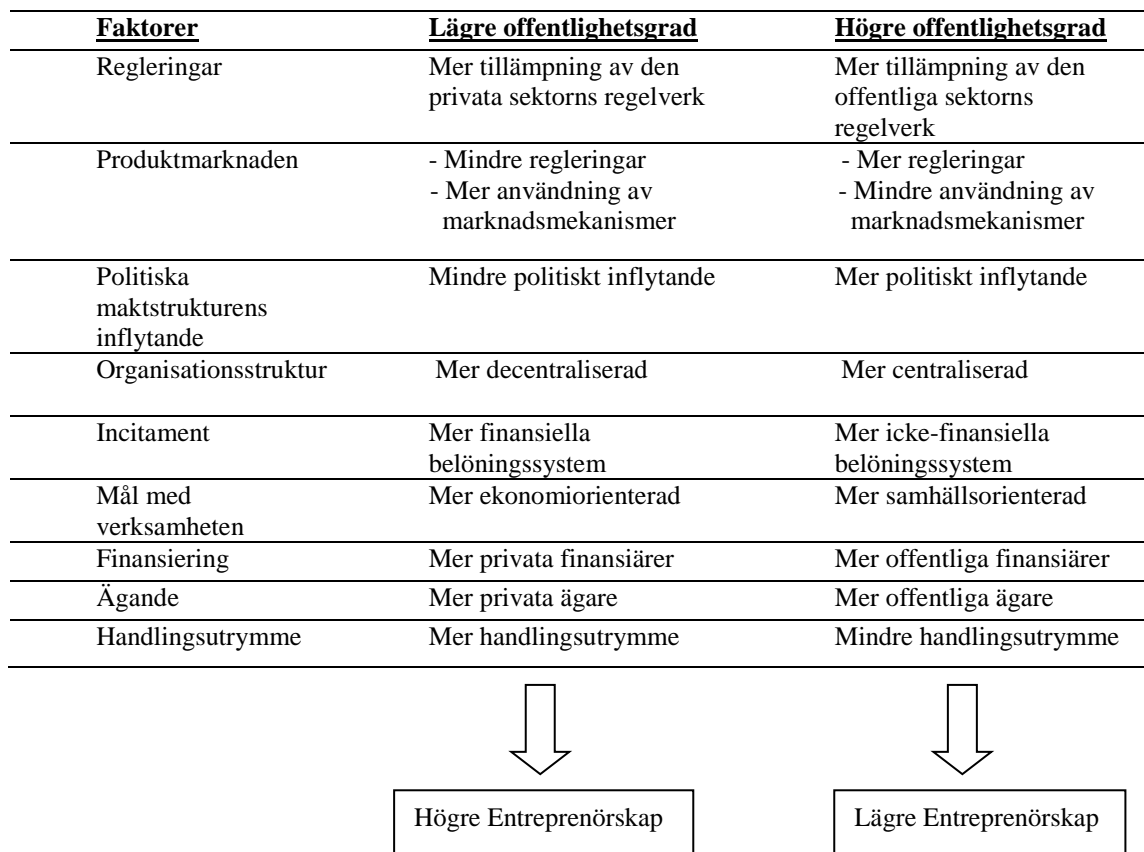 Faktorer Lägre offentlighetsgrad Högre offentlighetsgrad
Regleringar Mer tillämpning av den Mer tillämpning av den
privata sektorns regelverk offentliga sektorns
regelverk
Produktmarknaden - Mindre regleringar - Mer regleringar
- Mer användning av - Mindre användning av
marknadsmekanismer marknadsmekanismer
Politiska Mindre politiskt inflytande Mer politiskt inflytande
maktstrukturens
inflytande
Organisationsstruktur Mer decentraliserad Mer centraliserad
Incitament Mer finansiella Mer icke-finansiella
belöningssystem belöningssystem
Mål med Mer ekonomiorienterad Mer samhällsorienterad
verksamheten
Finansiering Mer privata finansiärer Mer offentliga finansiärer
Ägande Mer privata ägare Mer offentliga ägare
Handlingsutrymme Mer handlingsutrymme Mindre handlingsutrymme
Högre Entreprenörskap Lägre Entreprenörskap